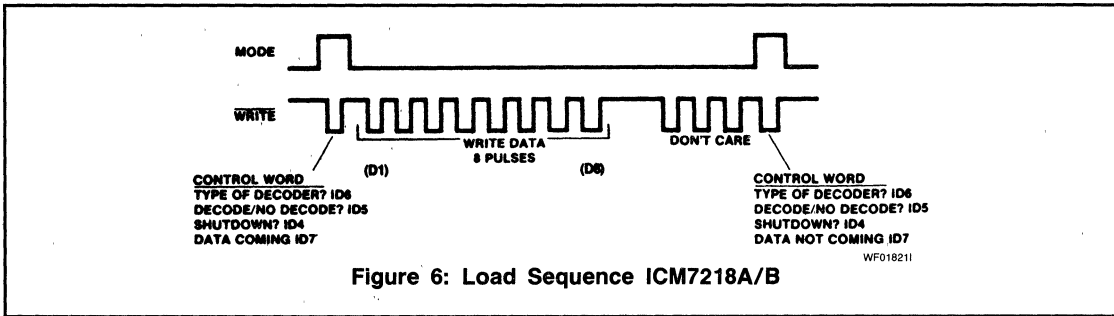 MODE
WRITE
WRITE DATA
8 PULSES
DON'T CARE
(D1)
(D8)
CONTROL WORD
TYPE OF DECODER? ID6
DECODE/NO DECODE? ID5
SHUTDOWN? ID4
DATA COMING ID7
CONTROL WORD
TYPE OF DECODER? ID6
DECODE/NO DECODE? ID5
SHUTDOWN? ID4
DATA NOT COMING ID7
WF01821I
Figure 6: Load Sequence ICM7218A/B